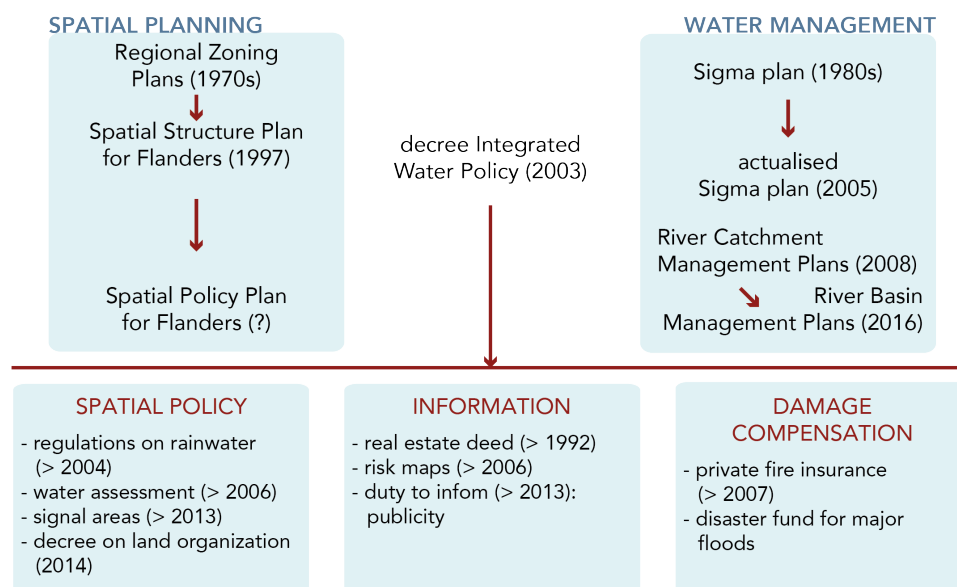 SPATIAL PLANNING
Regional Zoning
Plans (1970s)
Spatial Structure Plan
for Flanders (1997)
Spatial Policy Plan
for Flanders (?)
decree Integrated
Water Policy (2003)
WATER MANAGEMENT
Sigma plan (1980s)
actualised
Sigma plan (2005)
River Catchment
Management Plans (2008)
River Basin
Management Plans (2016)
SPATIAL POLICY
- regulations on rainwater
(> 2004)
- water assessment (> 2006)
- signal areas (> 2013)
- decree on land organization
(2014)
INFORMATION
- real estate deed (> 1992)
- risk maps (> 2006)
- duty to infom (> 2013):
publicity
DAMAGE
COMPENSATION
- private fire insurance
(> 2007)
- disaster fund for major
floods